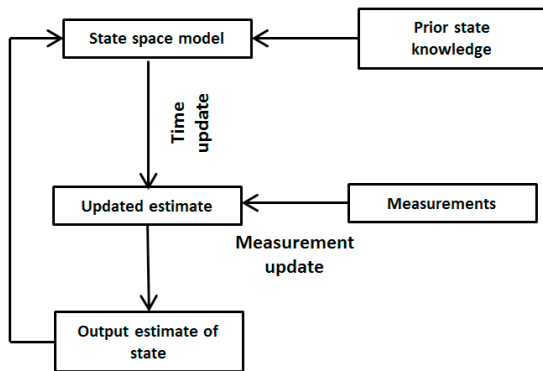 State space model
Prior state
knowledge
Time
update
Updated estimate
Measurements
Measurement
update
Output estimate of
state